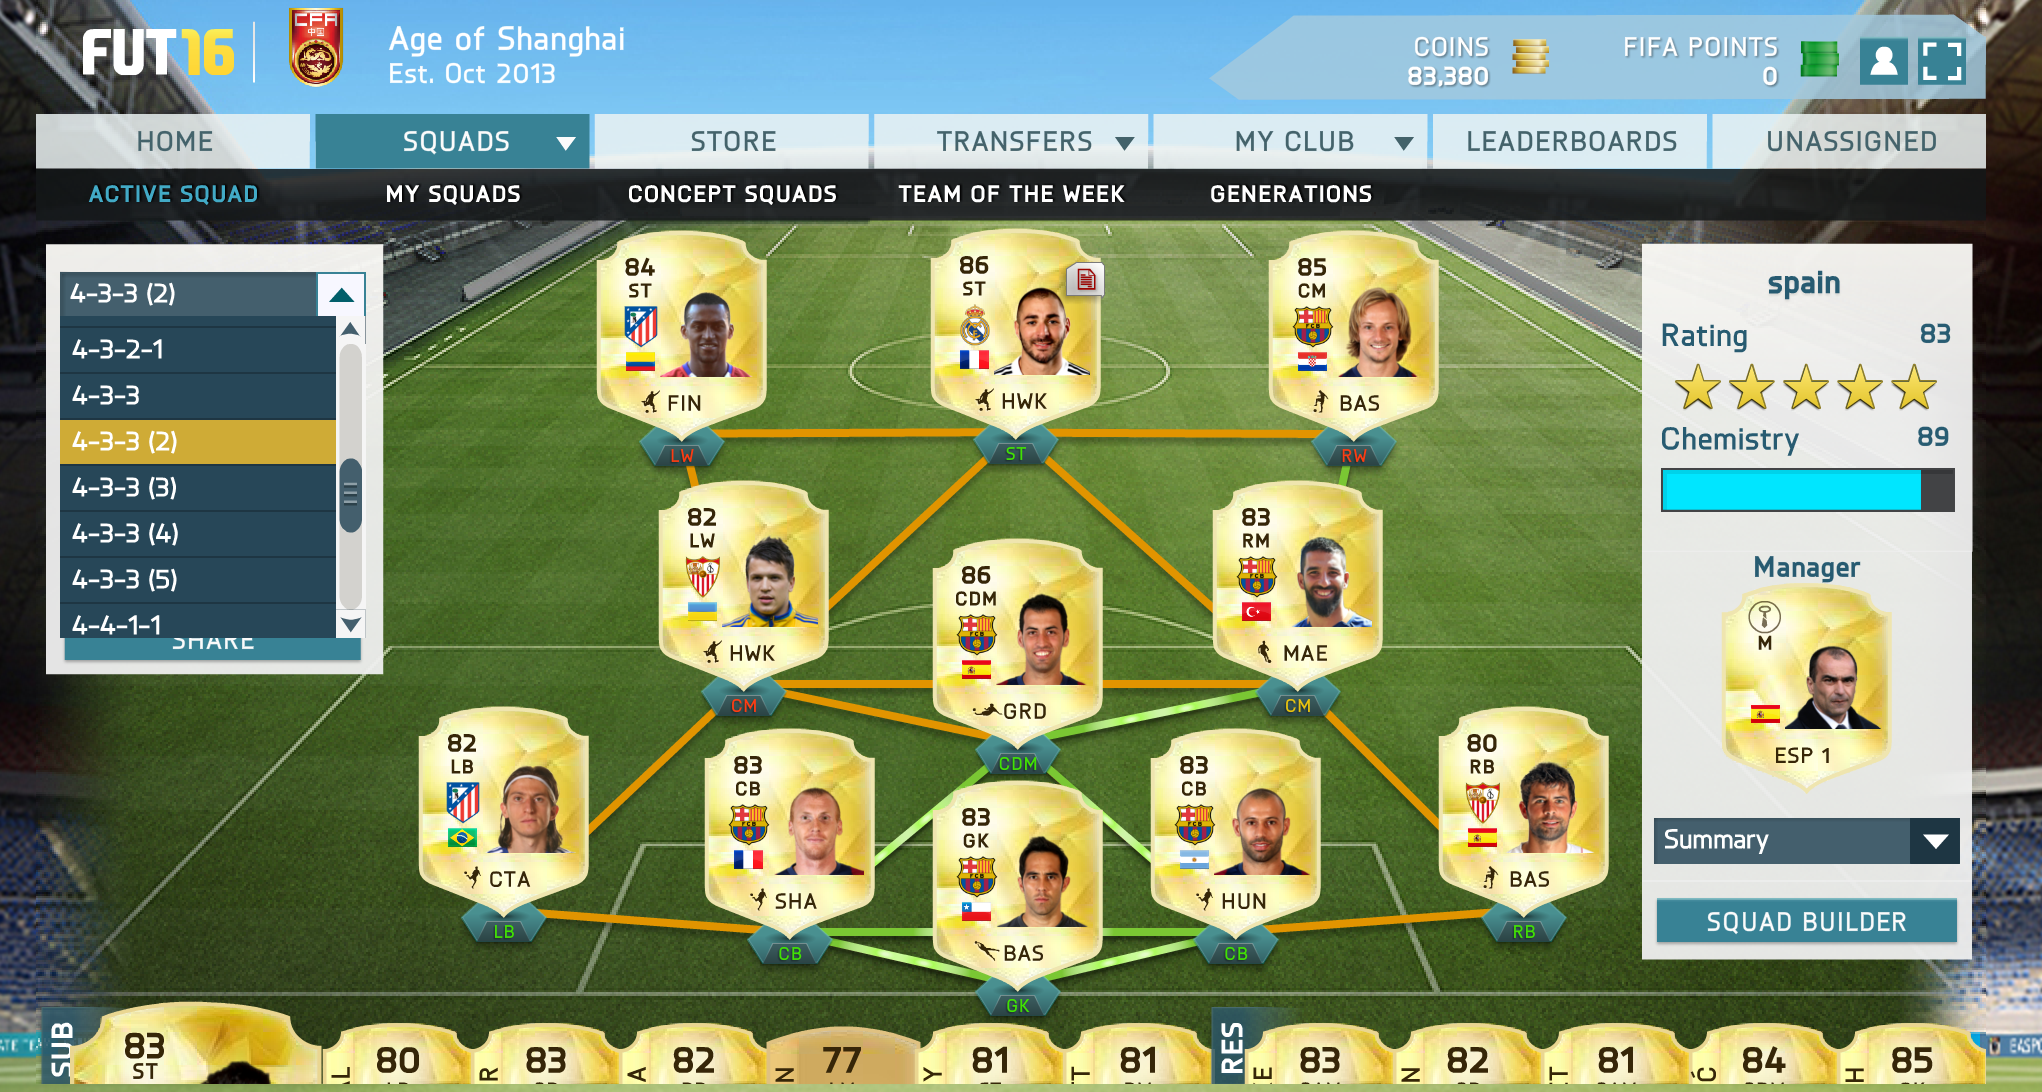 FUT16
CFA
中国
Age of Shanghai
Est. Oct 2013
COINS
83,380
FIFA POINTS
0
HOME
SQUADS
STORE
TRANSFERS
MY CLUB
LEADERBOARDS
UNASSIGNED
ACTIVE SQUAD
MY SQUADS
CONCEPT SQUADS
TEAM OF THE WEEK
GENERATIONS
4-3-3 (2)
4-3-2-1
4-3-3
4-3-3 (2)
4-3-3 (3)
4-3-3 (4)
4-3-3 (5)
4-4-1-1
SHARE
84
ST
FIN
LW
86
ST
HWK
ST
85
CM
BAS
RW
82
LW
HWK
CM
86
CDM
GRD
CDM
83
RM
MAE
CM
82
LB
CTA
LB
83
CB
SHA
CB
83
GK
BAS
GK
83
CB
HUN
CB
80
RB
BAS
RB
spain
Rating 83
Chemistry 89
Manager
M
ESP 1
Summary
SQUAD BUILDER
SUB
83
ST
80
83
82
77
81
81
RES
83
82
81
84
85